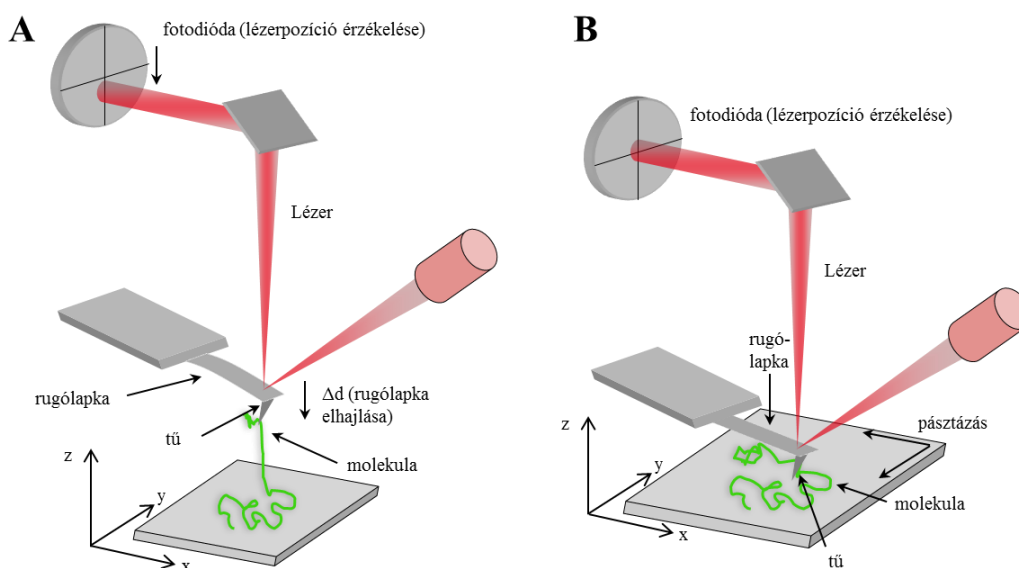 A
fotodióda (lézerpozíció érzékelése)
Lézer
rugólapka
Δd (rugólapka
elhajlása)
tű
molekula
z
y
x
B
fotodióda (lézerpozíció érzékelése)
Lézer
rugó-
lapka
pásztázás
z
y
molekula
x
tű